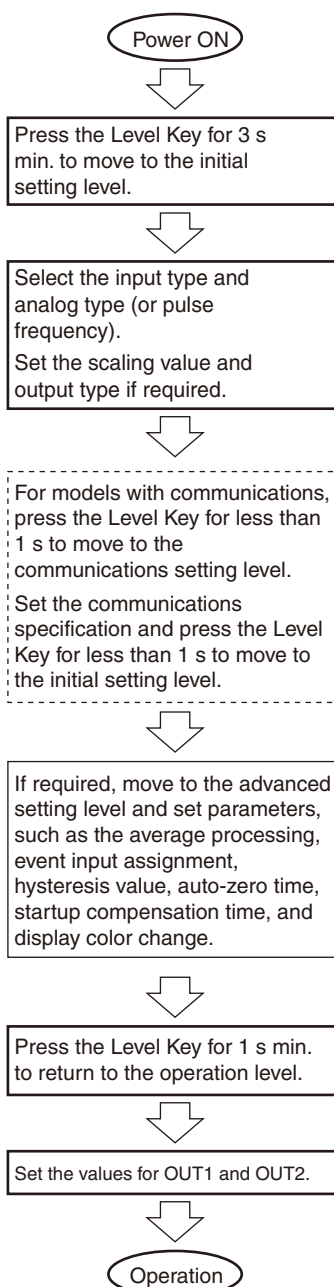 Power ON
Press the Level Key for 3 s
min. to move to the initial
setting level.
Select the input type and
analog type (or pulse
frequency).
Set the scaling value and
output type if required.
For models with communications,
press the Level Key for less than
1 s to move to the
communications setting level.
Set the communications
specification and press the Level
Key for less than 1 s to move to
the initial setting level.
If required, move to the advanced
setting level and set parameters,
such as the average processing,
event input assignment,
hysteresis value, auto-zero time,
startup compensation time, and
display color change.
Press the Level Key for 1 s min.
to return to the operation level.
Set the values for OUT1 and OUT2.
Operation